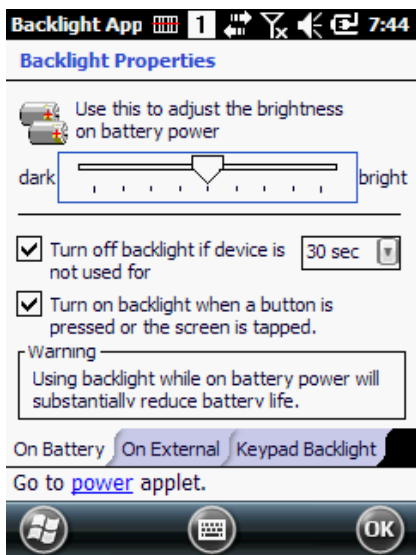 Backlight App 1 7:44
Backlight Properties
Use this to adjust the brightness
on battery power
dark bright
Turn off backlight if device is 30 sec
not used for
Turn on backlight when a button is
pressed or the screen is tapped.
Warning
Using backlight while on battery power will
substantially reduce battery life.
On Battery On External Keypad Backlight
Go to power applet.
OK